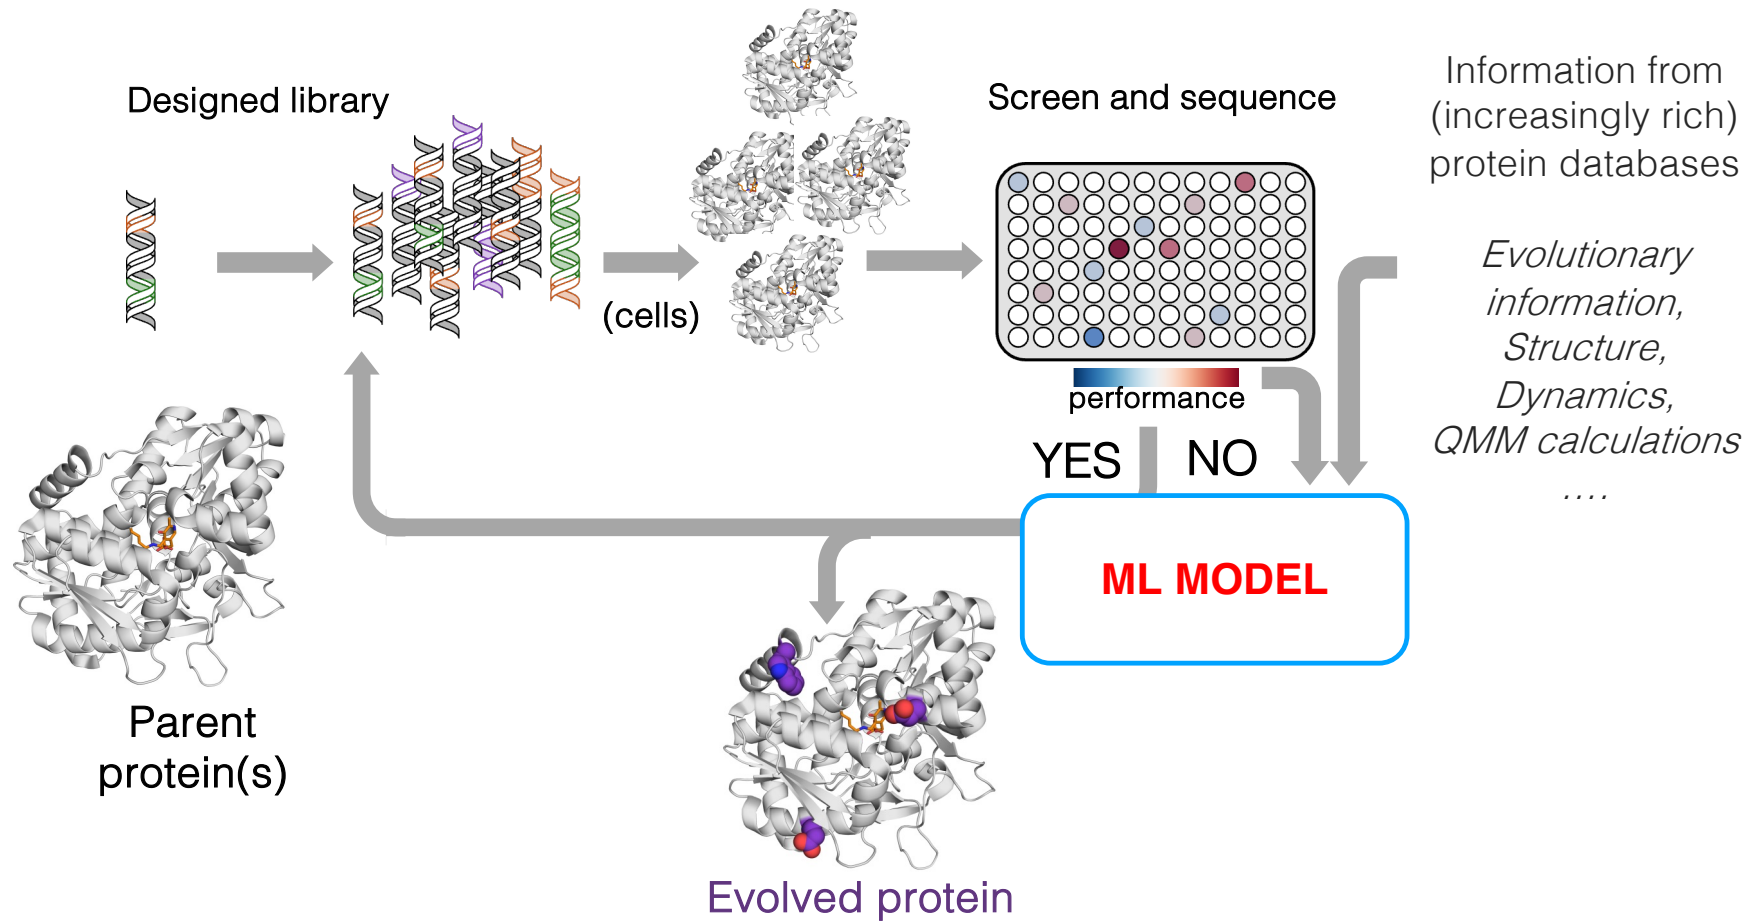 Designed library
(cells)
Screen and sequence
performance
YES
NO
Information from
(increasingly rich)
protein databases
Evolutionary
information,
Structure,
Dynamics,
QMM calculations
....
ML MODEL
Parent
protein(s)
Evolved protein